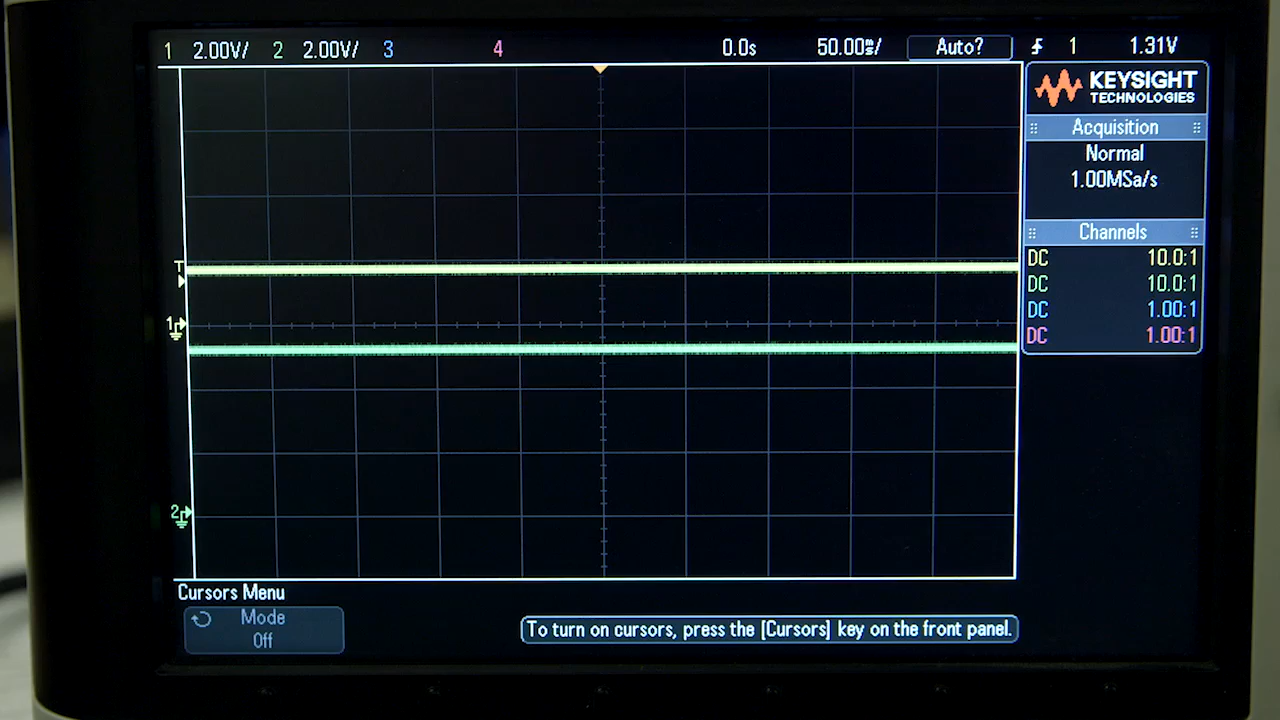 1 2.00V/ 2 2.00V/ 3 4 0.0s 50.00ms/ Auto? 1 1.31V
KEYSIGHT
TECHNOLOGIES
Acquisition
Normal
1.00MSa/s
Channels
DC 10.0:1
DC 10.0:1
DC 1.00:1
DC 1.00:1
T
1
2
Cursors Menu
Mode
Off
To turn on cursors, press the [Cursors] key on the front panel.